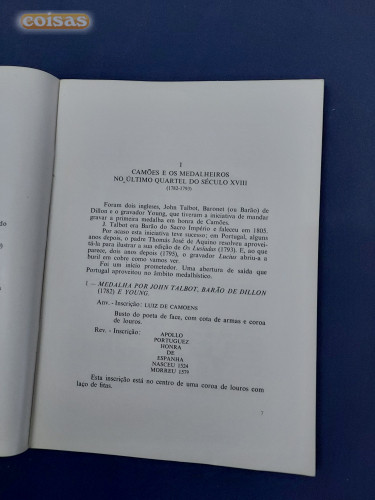 coisas
do
I
CAMÕES E OS MEDALHEIROS
NO ÚLTIMO QUARTEL DO SÉCULO XVIII
(1782-1793)
Foram dois ingleses, John Talbot, Baronet (ou Barão) de
Dillon e o gravador Young, que tiveram a iniciativa de mandar
gravar a primeira medalha em honra de Camões.
J. Talbot era Barão do Sacro Império e faleceu em 1805.
Por acaso esta iniciativa teve sucesso; em Portugal, alguns
anos depois, o padre Thomás José de Aquino resolveu aprovei-
tá-la para ilustrar a sua edição de Os Lusíadas (1793). E, ao que
parece, dois anos depois (1795), o gravador Lucius abriu-a a
buril em cobre como vamos ver.
Foi um início prometedor. Uma abertura de saída que
Portugal aproveitou no âmbito medalhístico.
1 — MEDALHA POR JOHN TALBOT, BARÃO DE DILLON
(1782) E YOUNG.
Anv. - Inscrição: LUIZ DE CAMOENS
Busto do poeta de face, com cota de armas e coroa
de louros.
Rev. - Inscrição: APOLLO
PORTUGUEZ
HONRA
DE
ESPANHA
NASCEU 1524
MORREU 1579
Esta inscrição está no centro de uma coroa de louros com
laço de fitas.
7